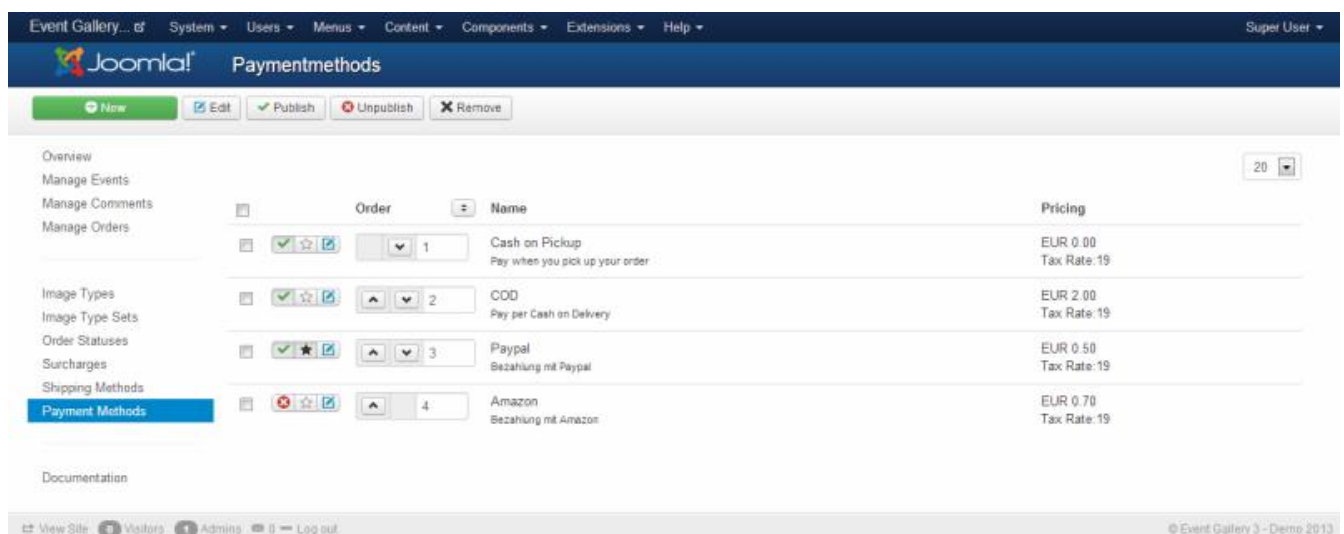 Event Gallery... System Users Menus Content Components Extensions Help Super User
Joomla! Paymentmethods
New Edit Publish Unpublish Remove
Overview
20
Manage Events
Manage Comments
Order Name Pricing
Manage Orders
1 Cash on Pickup EUR 0.00
Pay when you pick up your order Tax Rate:19
Image Types
2 COD EUR 2.00
Image Type Sets
Pay per Cash on Delivery Tax Rate:19
Order Statuses
3 Paypal EUR 0.50
Surcharges
Bezahlung mit Paypal Tax Rate:19
Shipping Methods
Payment Methods
4 Amazon EUR 0.70
Bezahlung mit Amazon Tax Rate:19
Documentation
View Site Visitors 1 Admins 0 Log out © Event Gallery 3 - Demo 2013